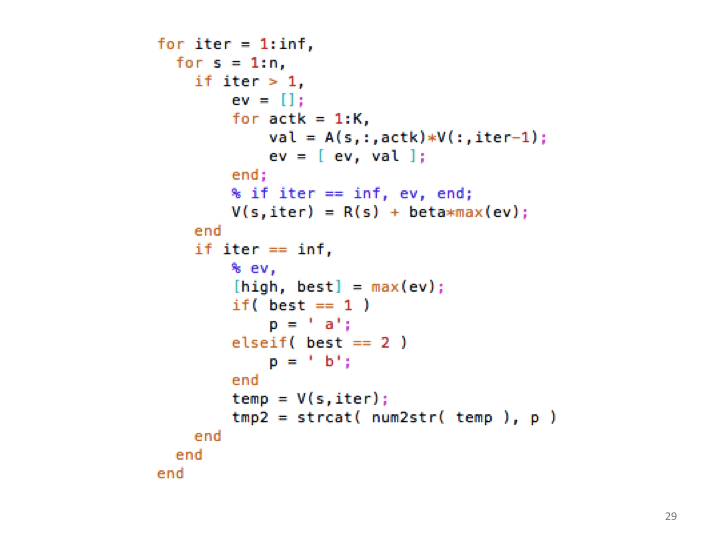 for iter = 1:inf,
  for s = 1:n,
    if iter > 1,
        ev = [];
        for actk = 1:K,
            val = A(s,:,actk)*V(:,iter-1);
            ev = [ ev, val ];
        end;
        % if iter == inf, ev, end;
        V(s,iter) = R(s) + beta*max(ev);
    end
    if iter == inf,
        % ev,
        [high, best] = max(ev);
        if( best == 1 )
            p = ' a';
        elseif( best == 2 )
            p = ' b';
        end
        temp = V(s,iter);
        tmp2 = strcat( num2str( temp ), p )
    end
  end
end
29